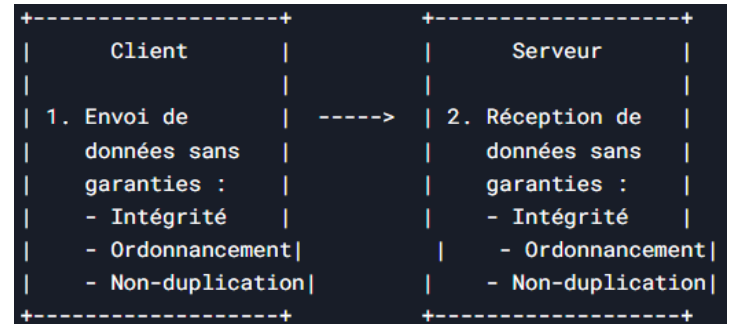 +-------------------+ +-------------------+
| Client | | Serveur |
| | | |
| 1. Envoi de | -----> | 2. Réception de |
| données sans | | données sans |
| garanties : | | garanties : |
| - Intégrité | | - Intégrité |
| - Ordonnancement| | - Ordonnancement|
| - Non-duplication| | - Non-duplication|
+-------------------+ +-------------------+